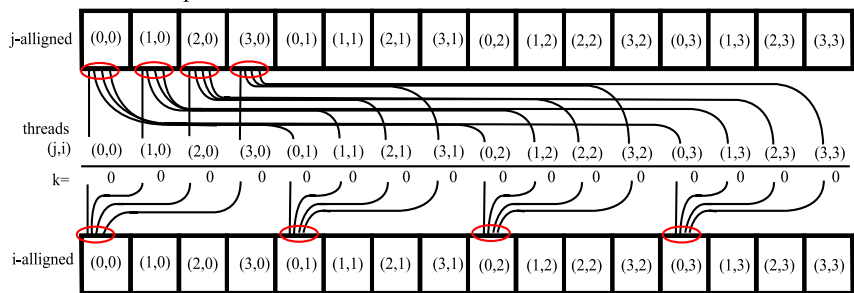 j-alligned (0,0) (1,0) (2,0) (3,0) (0,1) (1,1) (2,1) (3,1) (0,2) (1,2) (2,2) (3,2) (0,3) (1,3) (2,3) (3,3)
threads
(j,i) (0,0) (1,0) (2,0) (3,0) (0,1) (1,1) (2,1) (3,1) (0,2) (1,2) (2,2) (3,2) (0,3) (1,3) (2,3) (3,3)
k= 0 0 0 0 0 0 0 0 0 0 0 0 0 0 0 0
i-alligned (0,0) (1,0) (2,0) (3,0) (0,1) (1,1) (2,1) (3,1) (0,2) (1,2) (2,2) (3,2) (0,3) (1,3) (2,3) (3,3)